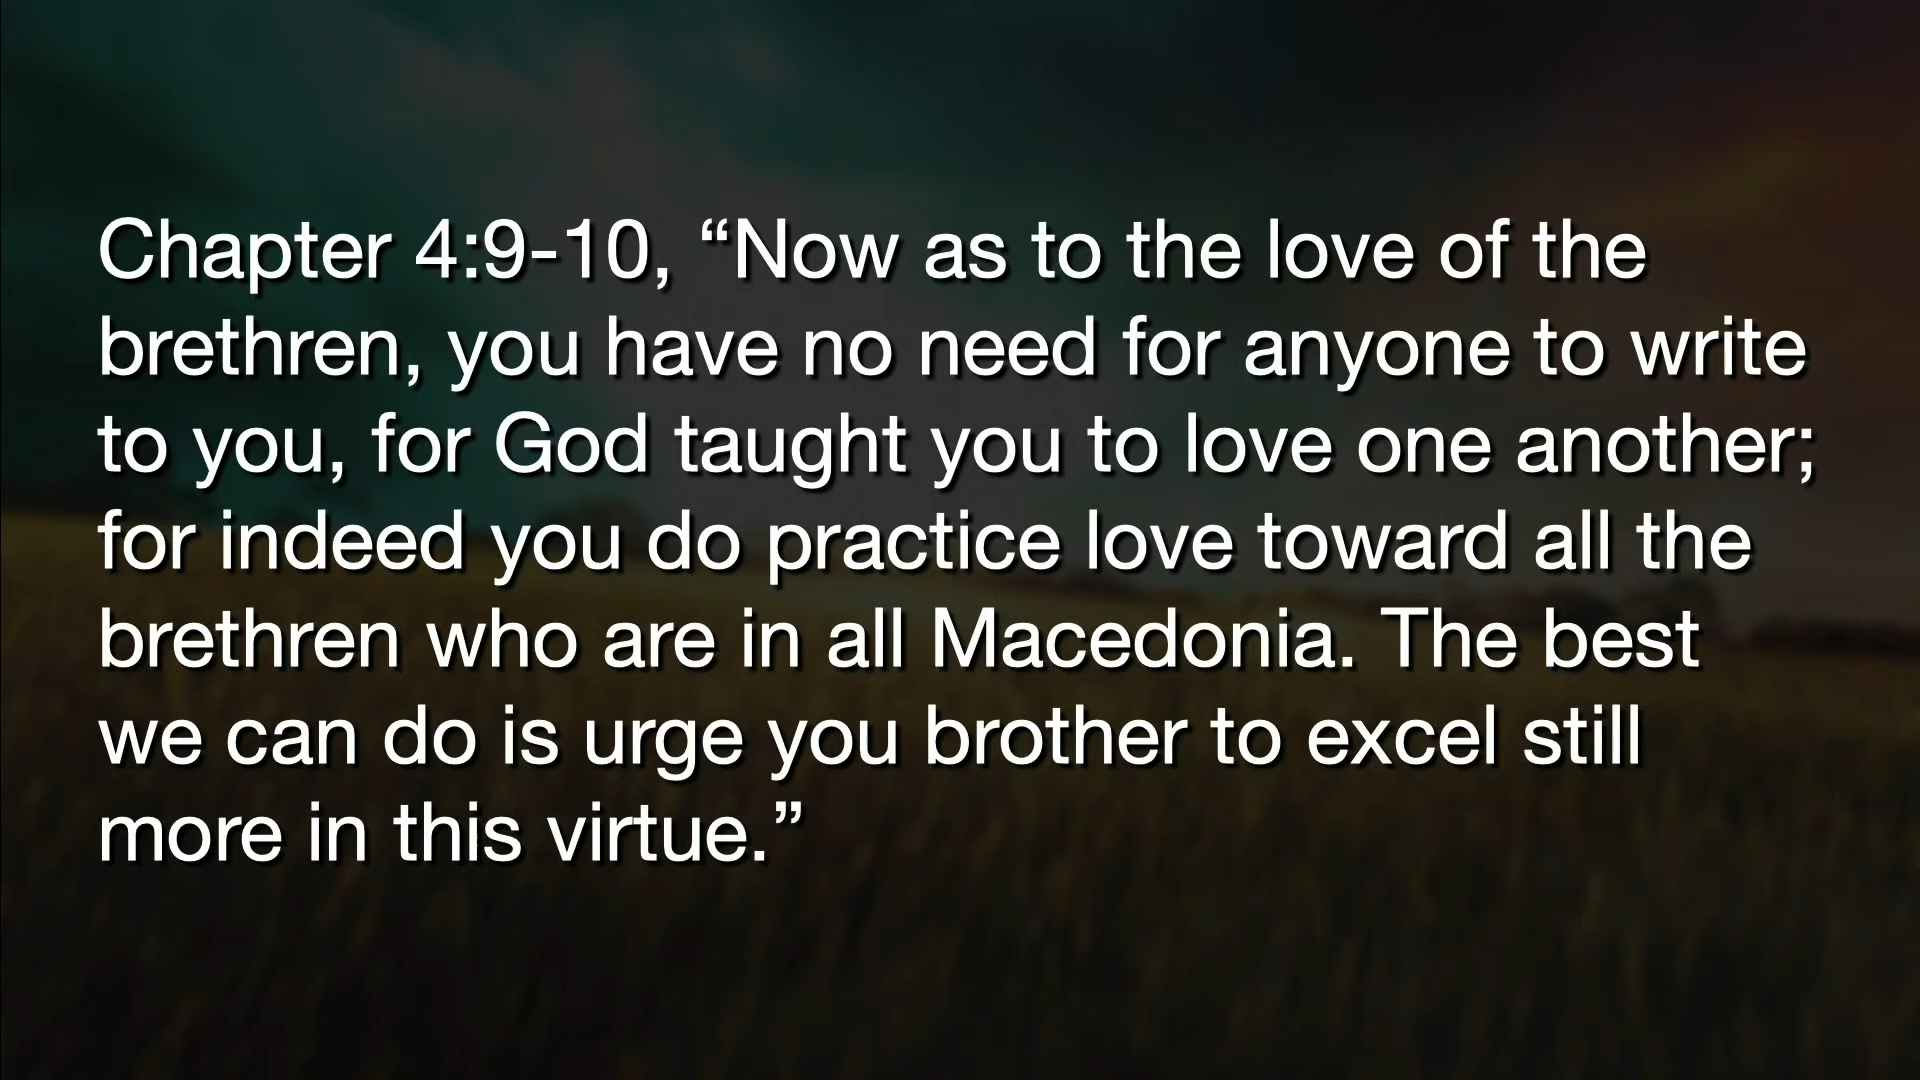 Chapter 4:9-10, “Now as to the love of the
brethren, you have no need for anyone to write
to you, for God taught you to love one another;
for indeed you do practice love toward all the
brethren who are in all Macedonia. The best
we can do is urge you brother to excel still
more in this virtue.”